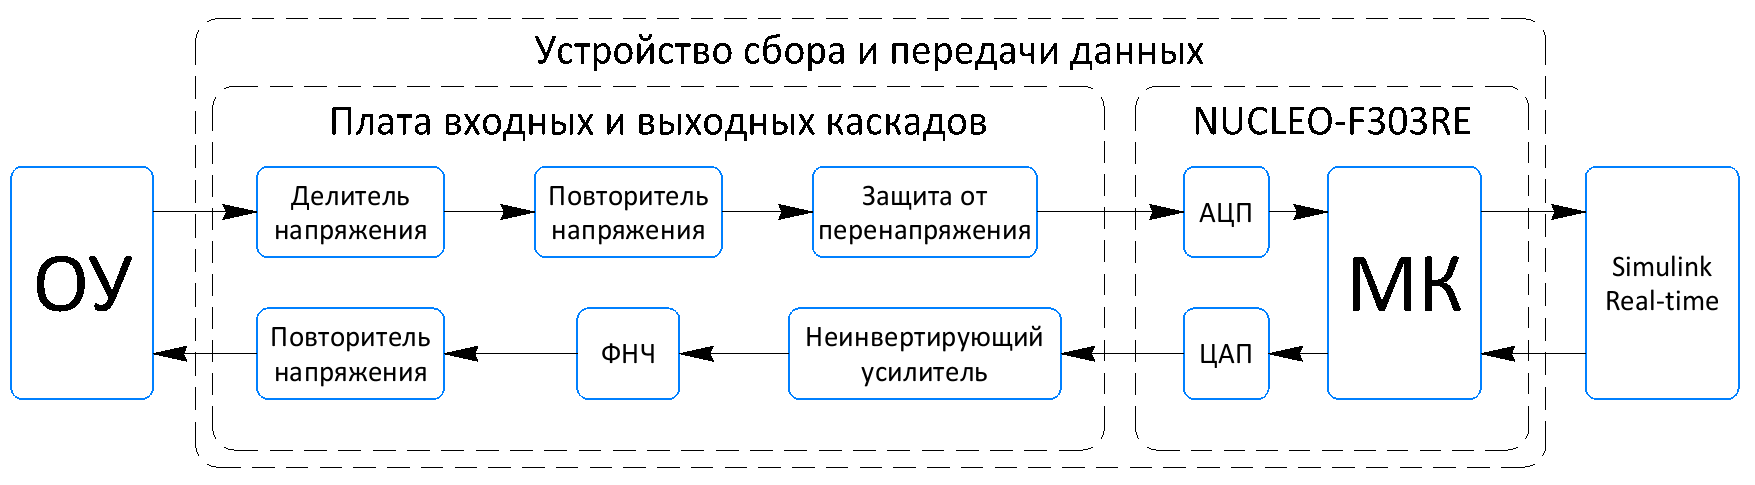 Устройство сбора и передачи данных
Плата входных и выходных каскадов
NUCLEO-F303RE
ОУ
Делитель
напряжения
Повторитель
напряжения
Защита от
перенапряжения
АЦП
МК
Simulink
Real-time
Повторитель
напряжения
ФНЧ
Неинвертирующий
усилитель
ЦАП